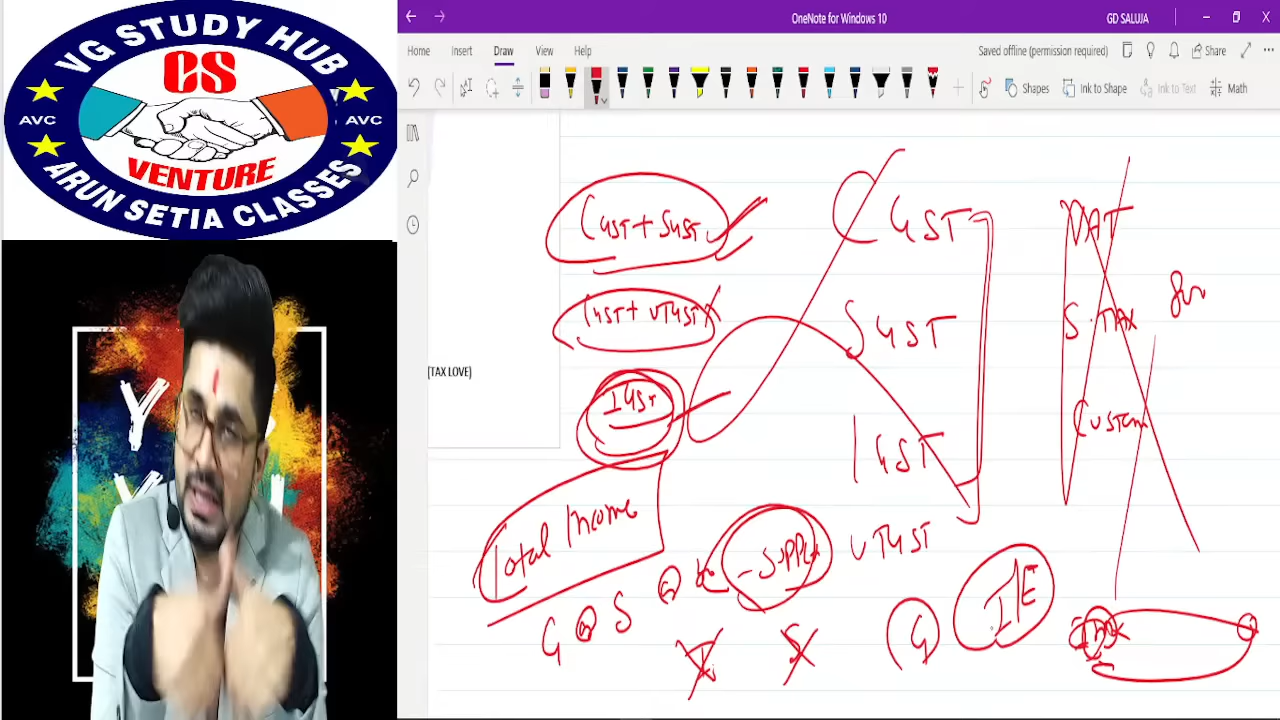 VG STUDY HUB
CS
AVC
AVC
VENTURE
ARUN SETIA CLASSES
OneNote for Windows 10
GD SALUJA
Home Insert Draw View Help
Saved offline (permission required)
Share
Shapes
Ink to Shape
Ink to Text
Math
(TAX LOVE)
CGST + SGST
CGST + UTGST
IGST
Total Income
G or S
Supply
CGST
SGST
IGST
UTGST
G
I/E
VAT
S. TAX
Custom
Y
Y